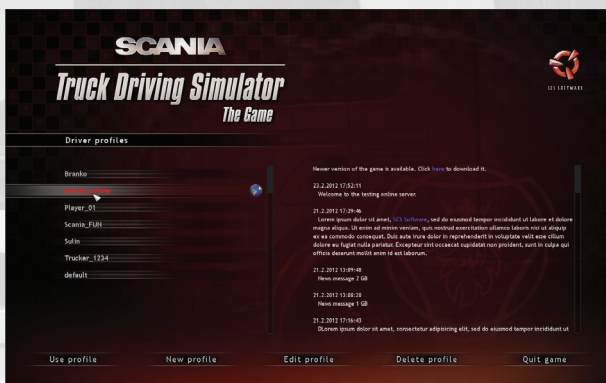 SCANIA
Truck Driving Simulator
The Game
SCS SOFTWARE
Driver profiles
Branko
Player_01
Scania_FUN
Sulin
Trucker_1234
default
Newer version of the game is available. Click here to download it.
23.2.2012 17:52:11
Welcome to the testing online server.
21.2.2012 17:29:46
Lorem ipsum dolor sit amet, SCS Software, sed do eiusmod tempor incididunt ut labore et dolore
magna aliqua. Ut enim ad minim veniam, quis nostrud exercitation ullamco laboris nisi ut aliquip
ex ea commodo consequat. Duis aute irure dolor in reprehenderit in voluptate velit esse cillum
dolore eu fugiat nulla pariatur. Excepteur sint occaecat cupidatat non proident, sunt in culpa qui
officia deserunt mollit anim id est laborum.
21.2.2012 13:09:48
News message 2 GB
21.2.2012 13:08:20
News message 1 GB
21.2.2012 17:16:43
DLorem ipsum dolor sit amet, consectetur adipisicing elit, sed do eiusmod tempor incididunt ut
Use profile
New profile
Edit profile
Delete profile
Quit game